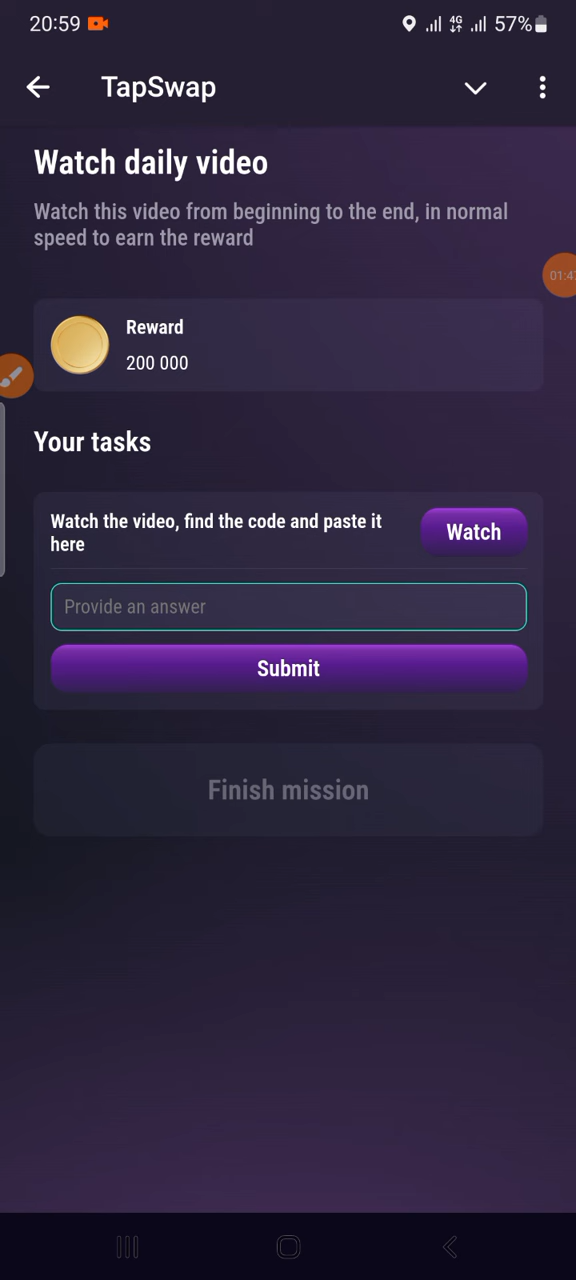 20:59
4G
57%
TapSwap
Watch daily video
Watch this video from beginning to the end, in normal
speed to earn the reward
Reward
200 000
Your tasks
Watch the video, find the code and paste it
here
Watch
Provide an answer
Submit
Finish mission